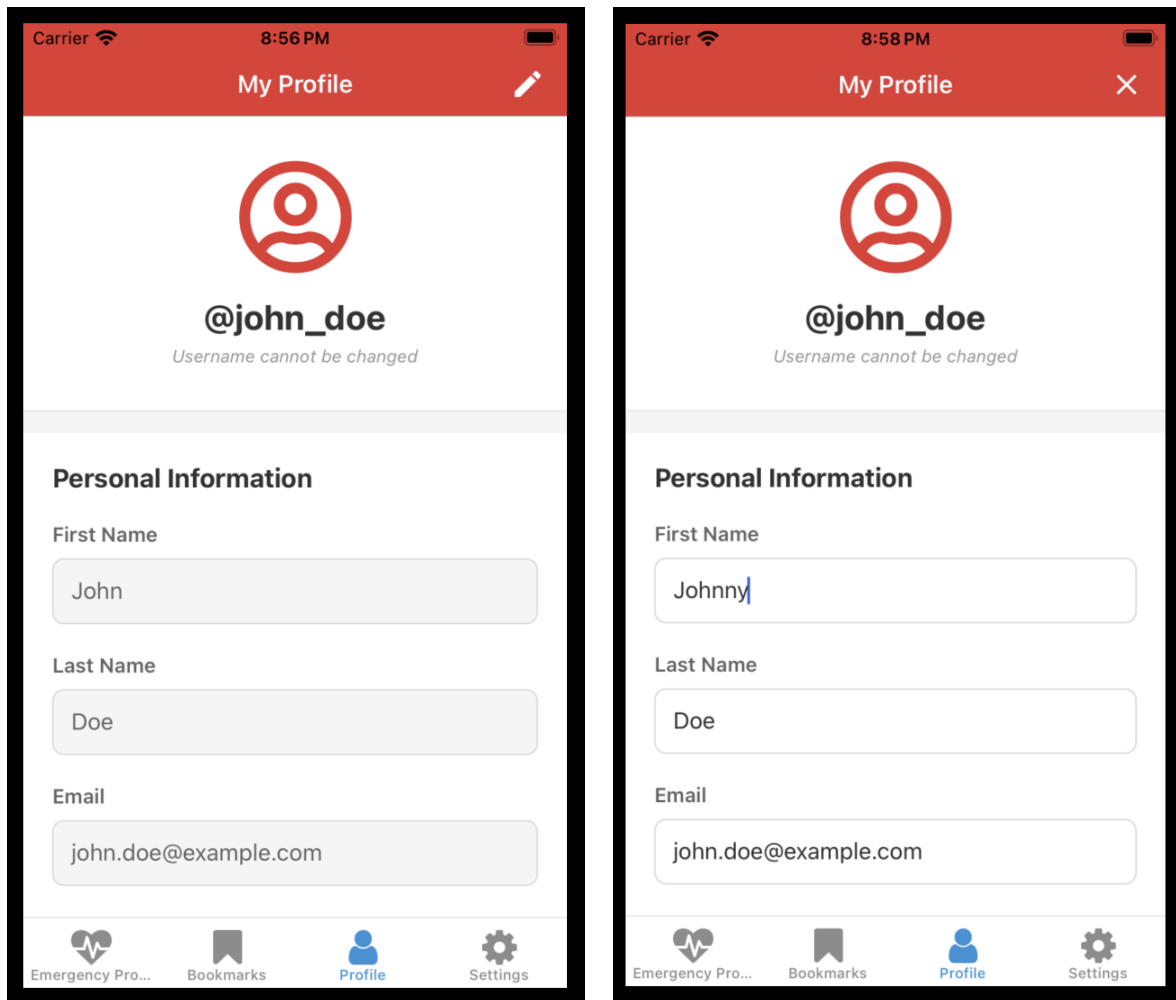 Carrier 8:56 PM
My Profile
@john_doe
Username cannot be changed
Personal Information
First Name
John
Last Name
Doe
Email
john.doe@example.com
Emergency Pro... Bookmarks Profile Settings
Carrier 8:58 PM
My Profile
@john_doe
Username cannot be changed
Personal Information
First Name
Johnny
Last Name
Doe
Email
john.doe@example.com
Emergency Pro... Bookmarks Profile Settings